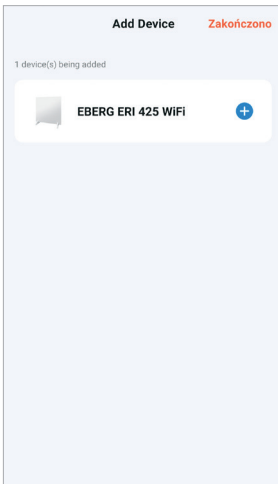 Add Device Zakończono
1 device(s) being added
EBERG ERI 425 WiFi